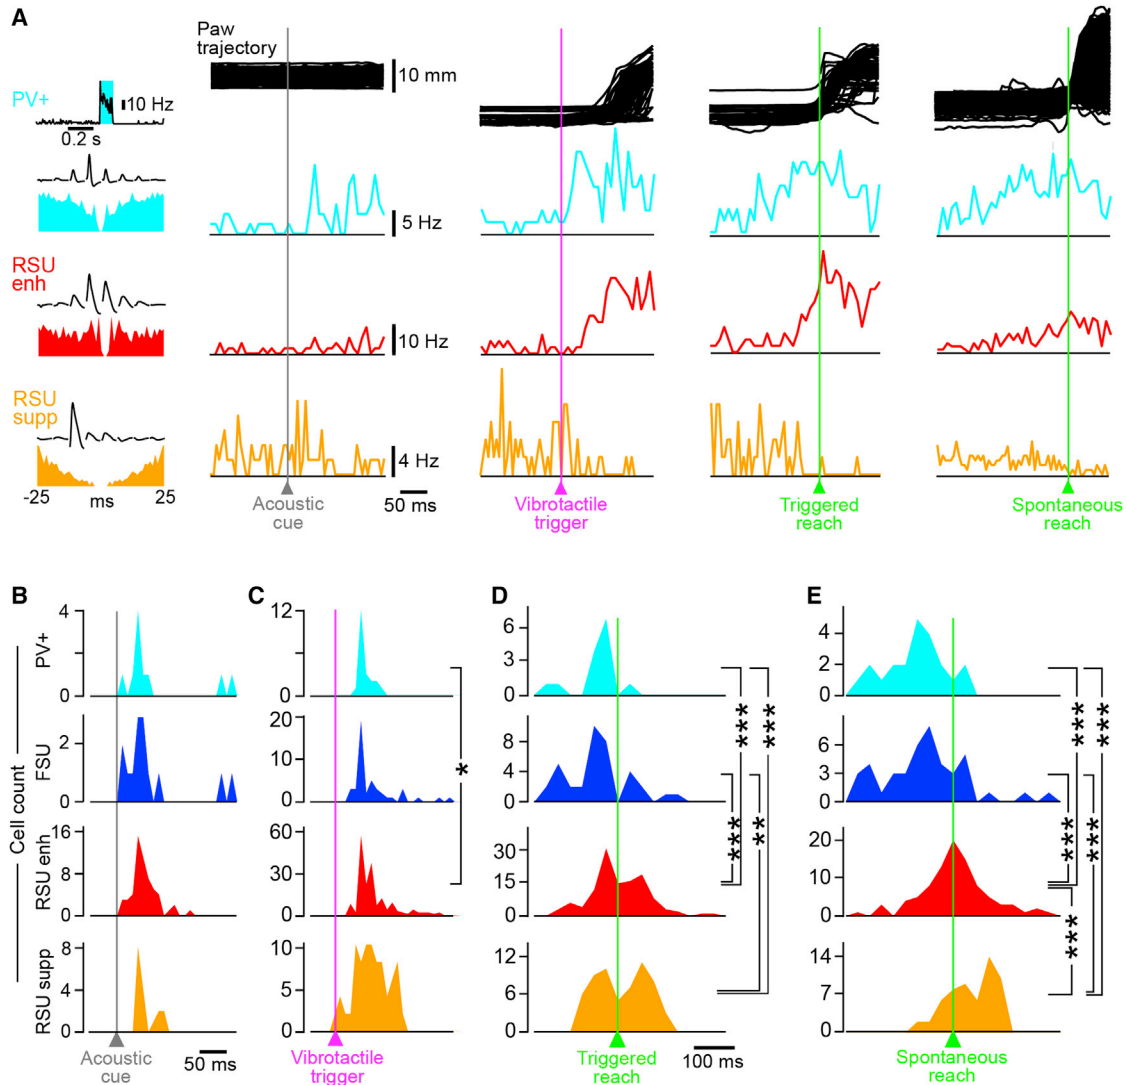 A
Paw
trajectory
10 mm
PV+
10 Hz
0.2 s
5 Hz
RSU
enh
10 Hz
RSU
supp
4 Hz
-25
ms
25
50 ms
Acoustic
cue
Vibrotactile
trigger
Triggered
reach
Spontaneous
reach
B
C
D
E
Cell count
PV+
4
2
0
12
0
6
3
0
4
2
0
***
***
***
***
FSU
2
0
20
10
0
8
4
0
6
3
0
*
***
**
***
***
RSU enh
16
8
0
60
30
0
30
15
0
20
10
0
***
RSU supp
8
4
0
10
5
0
12
6
0
14
7
0
Acoustic
cue
50 ms
Vibrotactile
trigger
Triggered
reach
100 ms
Spontaneous
reach